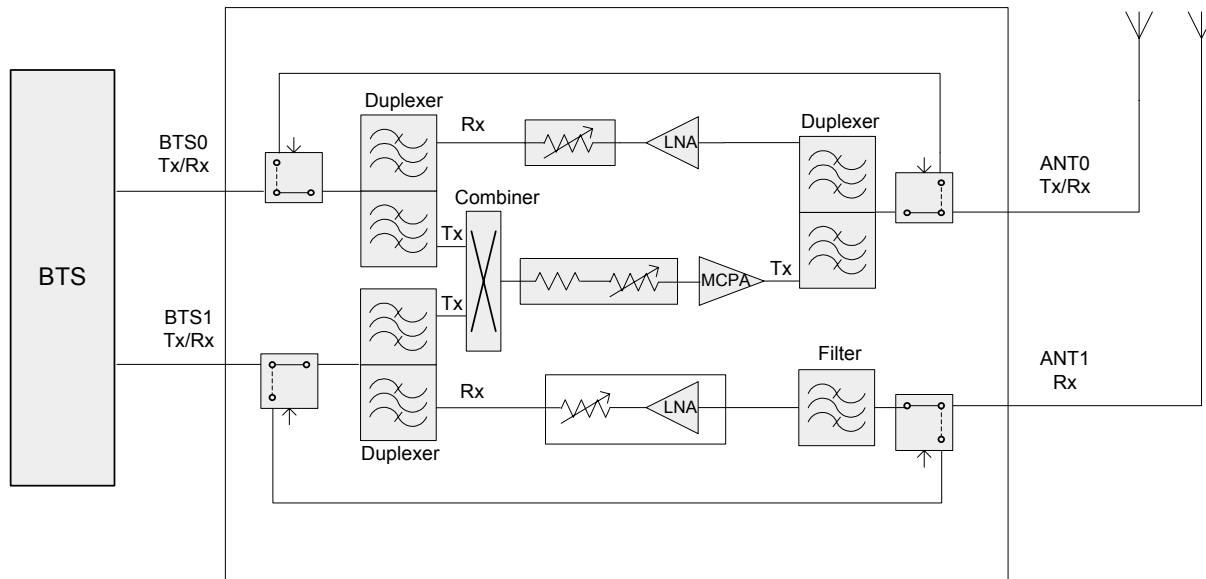 BTS
BTS0
Tx/Rx
BTS1
Tx/Rx
Duplexer
Rx
LNA
Duplexer
Combiner
Tx
Tx
MCPA
Tx
Rx
LNA
Filter
Duplexer
ANT0
Tx/Rx
ANT1
Rx